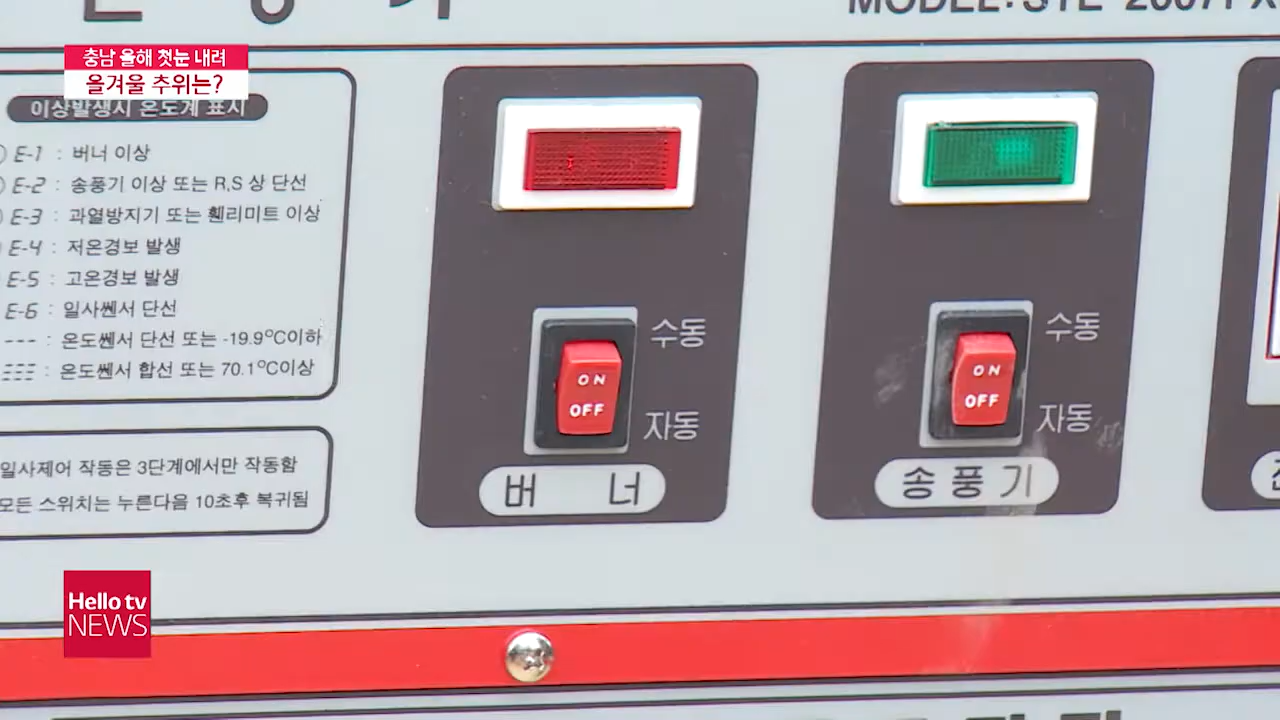 MODEL: STE-2007FX
충남 올해 첫눈 내려
올겨울 추위는?
이상발생시 온도계 표시
E-1 : 버너 이상
E-2 : 송풍기 이상 또는 R,S 상 단선
E-3 : 과열방지기 또는 휀리미트 이상
E-4 : 저온경보 발생
E-5 : 고온경보 발생
E-6 : 일사쎈서 단선
--- : 온도쎈서 단선 또는 -19.9°C이하
온도쎈서 합선 또는 70.1°C이상
일사제어 작동은 3단계에서만 작동함
모든 스위치는 누른다음 10초후 복귀됨
수동
ON
OFF
자동
버 너
수동
ON
OFF
자동
송풍기
Hello tv
NEWS